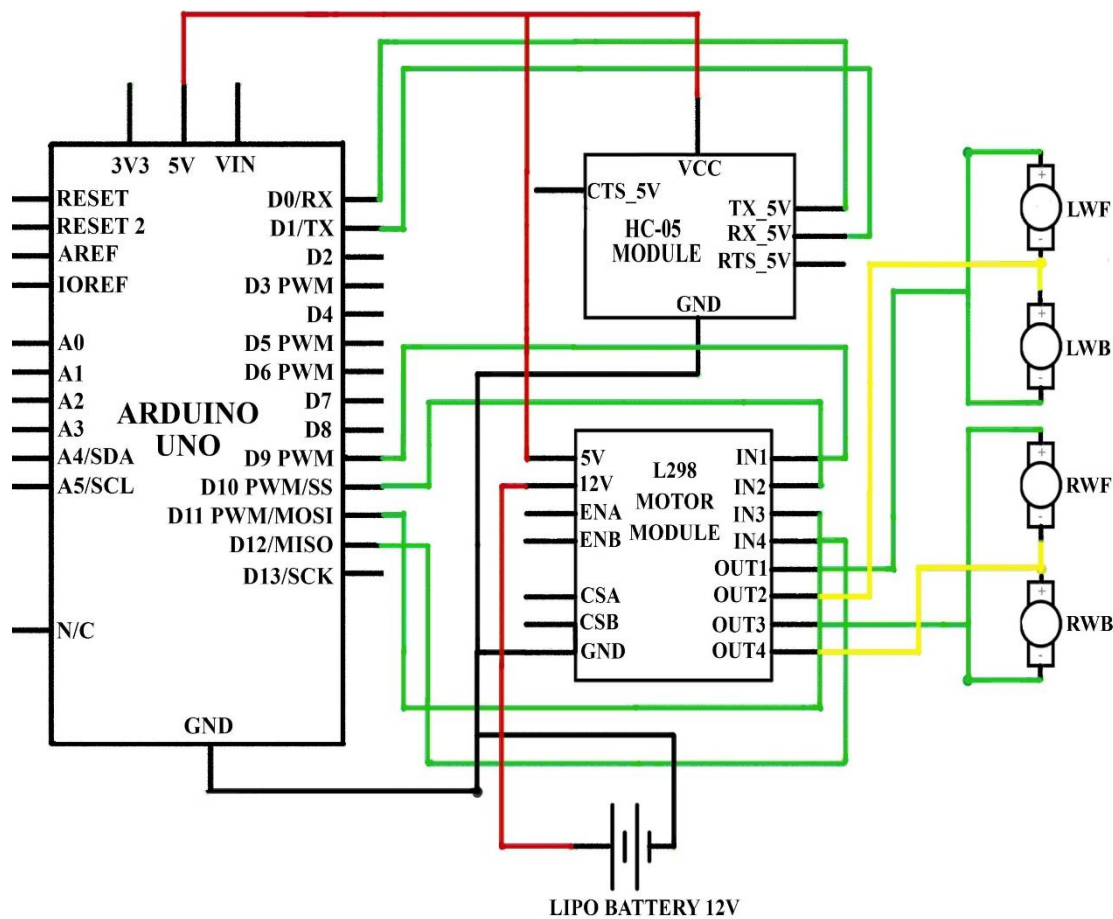 3V3
5V
VIN
RESET
RESET 2
AREF
IOREF
A0
A1
A2
A3
A4/SDA
A5/SCL
N/C
ARDUINO
UNO
D0/RX
D1/TX
D2
D3 PWM
D4
D5 PWM
D6 PWM
D7
D8
D9 PWM
D10 PWM/SS
D11 PWM/MOSI
D12/MISO
D13/SCK
GND
VCC
CTS_5V
HC-05
MODULE
TX_5V
RX_5V
RTS_5V
GND
5V
12V
ENA
ENB
CSA
CSB
GND
L298
MOTOR
MODULE
IN1
IN2
IN3
IN4
OUT1
OUT2
OUT3
OUT4
+
LWF
-
+
LWB
-
+
RWF
-
+
RWB
-
LIPO BATTERY 12V